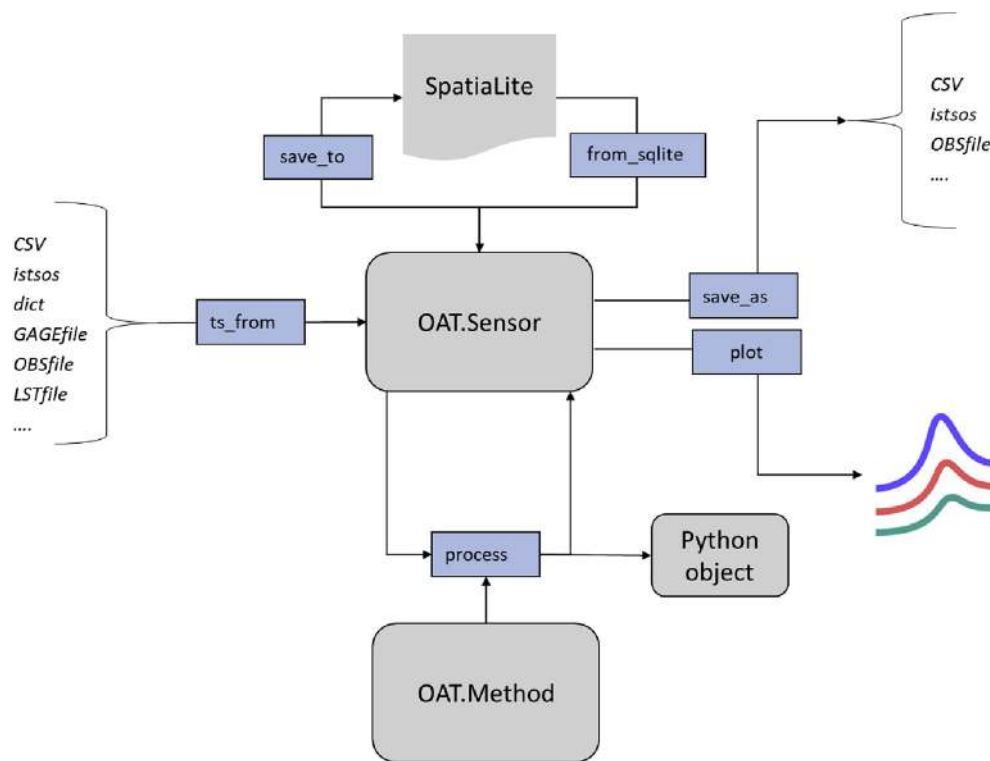 SpatiaLite
save_to
from_sqlite
CSV
istsos
OBSfile
....
CSV
istsos
dict
GAGEfile
OBSfile
LSTfile
....
ts_from
OAT.Sensor
save_as
plot
process
Python
object
OAT.Method